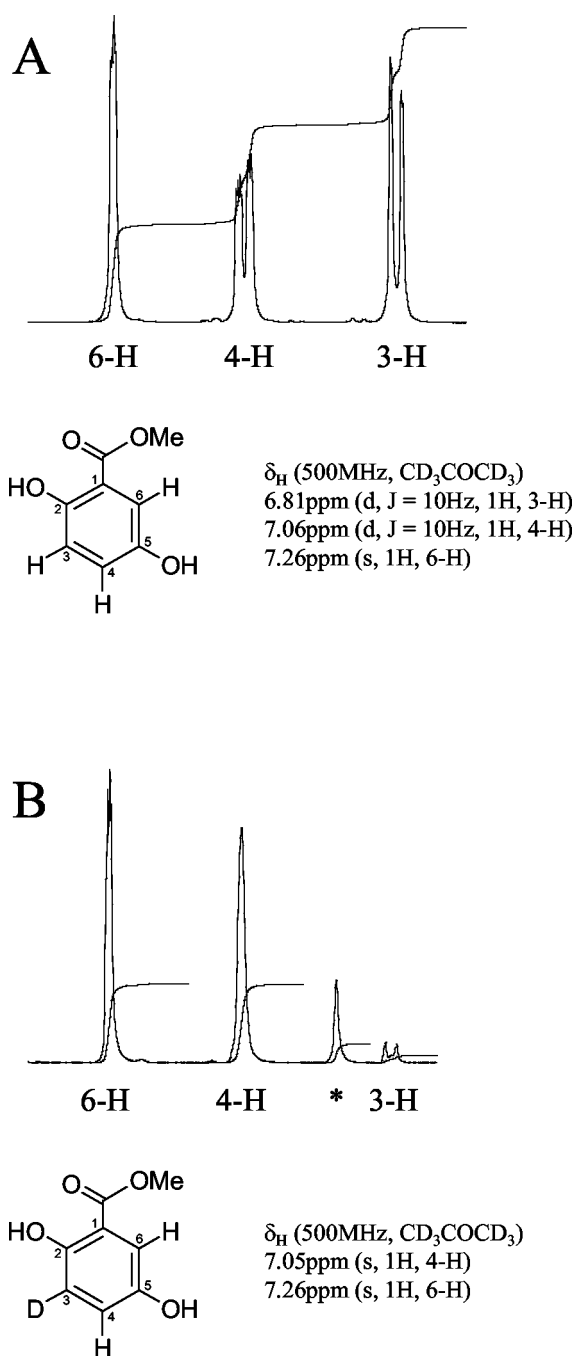 A
6-H 4-H 3-H
O OMe
HO 1 6 H
2 5
H 3 4 OH
H
δH (500MHz, CD3COCD3)
6.81ppm (d, J = 10Hz, 1H, 3-H)
7.06ppm (d, J = 10Hz, 1H, 4-H)
7.26ppm (s, 1H, 6-H)
B
6-H 4-H * 3-H
O OMe
HO 1 6 H
2 5
D 3 4 OH
H
δH (500MHz, CD3COCD3)
7.05ppm (s, 1H, 4-H)
7.26ppm (s, 1H, 6-H)